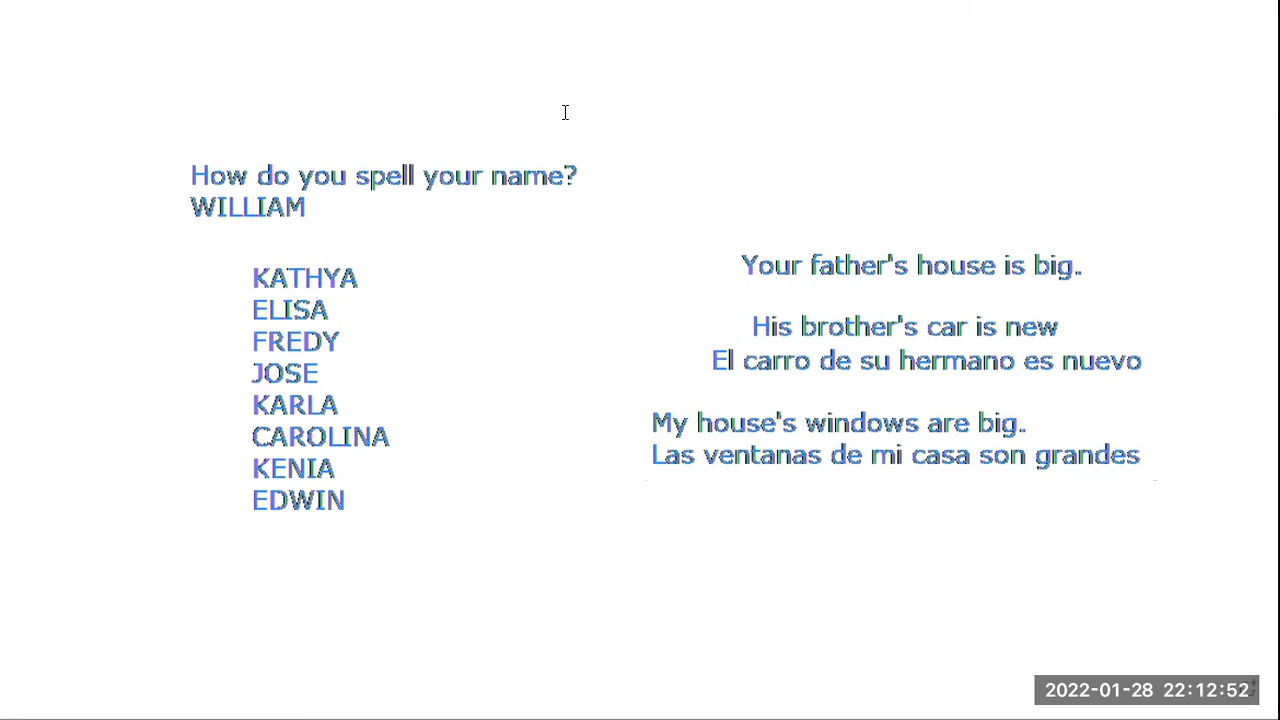 How do you spell your name?
WILLIAM
KATHYA
ELISA
FREDY
JOSE
KARLA
CAROLINA
KENIA
EDWIN
Your father's house is big.
His brother's car is new
El carro de su hermano es nuevo
My house's windows are big.
Las ventanas de mi casa son grandes
2022-01-28 22:12:52